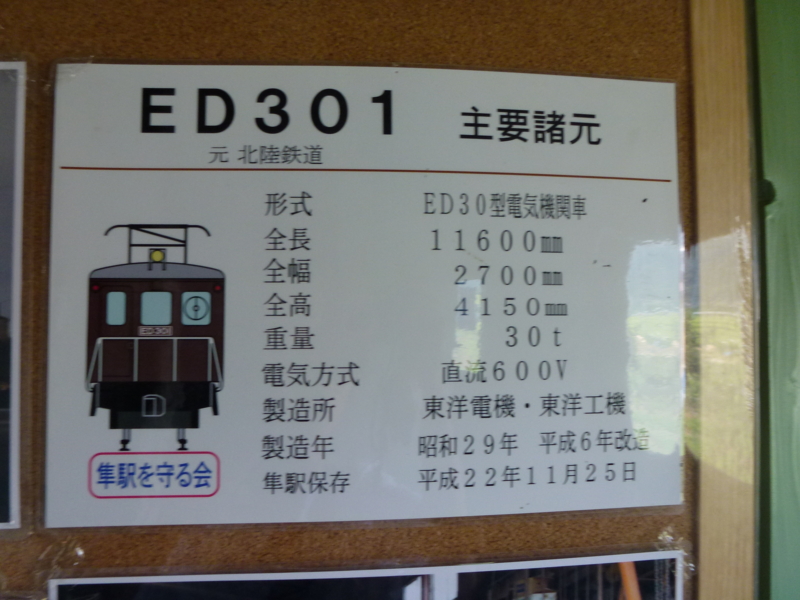 ED301 主要諸元
元 北陸鉄道
形式 ED30型電気機関車
全長 11600㎜
全幅 2700㎜
全高 4150㎜
重量 30t
電気方式 直流600V
製造所 東洋電機・東洋工機
製造年 昭和29年 平成6年改造
隼駅保存 平成22年11月25日
ED301
隼駅を守る会